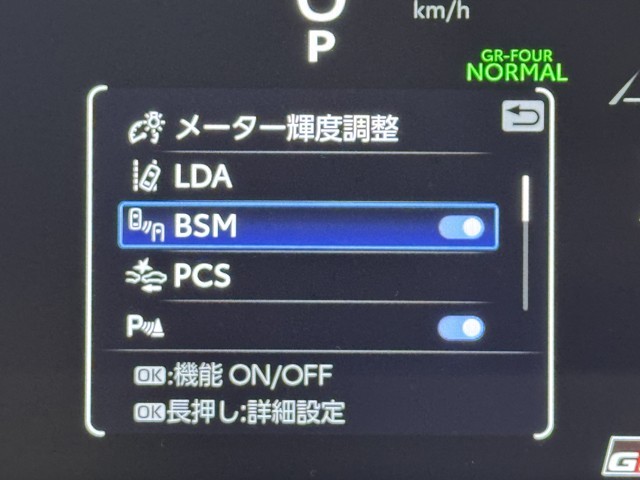 km/h
P
GR-FOUR
NORMAL
メーター輝度調整
LDA
BSM
PCS
P
OK:機能 ON/OFF
OK長押し:詳細設定